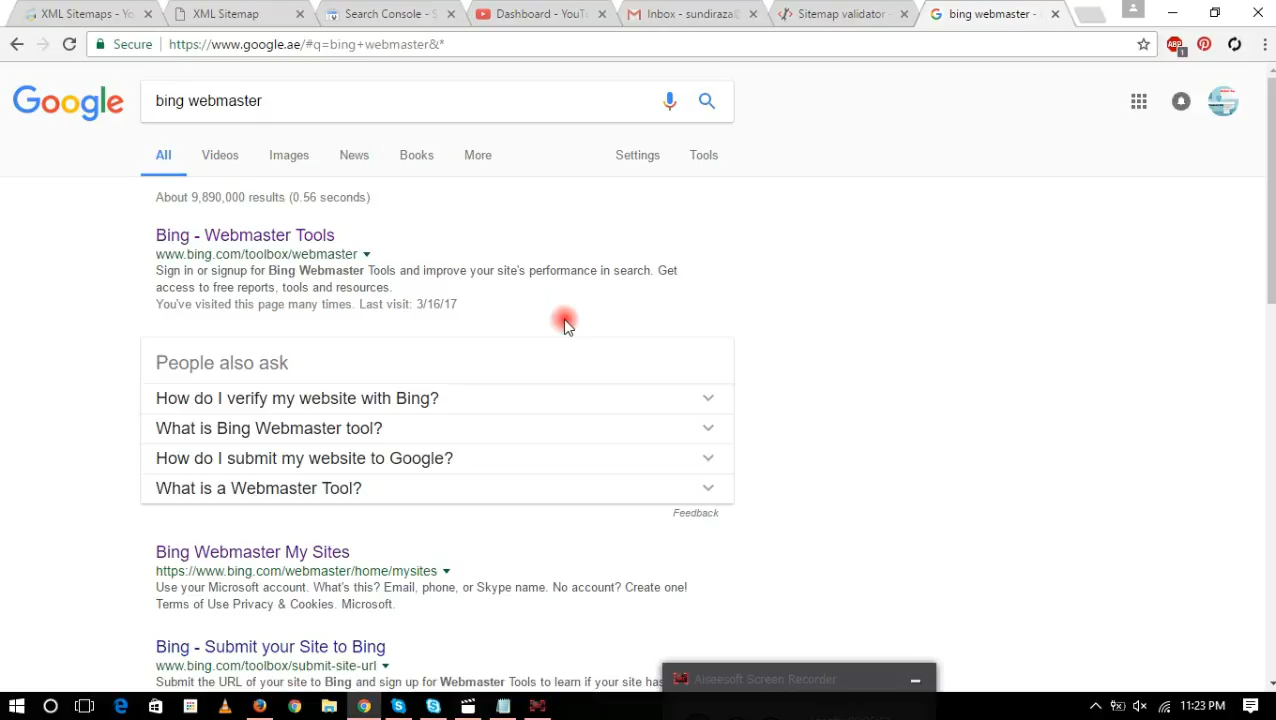 XML Sitemaps - Yo
XML Sitemap
Search Console - S
Dashboard - YouTu
Inbox - sundiraza@
Sitemap validator -
bing webmaster -
Secure
https://www.google.ae/#q=bing+webmaster&*
ABP
1
Google
bing webmaster
All
Videos
Images
News
Books
More
Settings
Tools
About 9,890,000 results (0.56 seconds)
Bing - Webmaster Tools
www.bing.com/toolbox/webmaster
Sign in or signup for Bing Webmaster Tools and improve your site's performance in search. Get
access to free reports, tools and resources.
You've visited this page many times. Last visit: 3/16/17
People also ask
How do I verify my website with Bing?
What is Bing Webmaster tool?
How do I submit my website to Google?
What is a Webmaster Tool?
Feedback
Bing Webmaster My Sites
https://www.bing.com/webmaster/home/mysites
Use your Microsoft account. What's this? Email, phone, or Skype name. No account? Create one!
Terms of Use Privacy & Cookies. Microsoft.
Bing - Submit your Site to Bing
www.bing.com/toolbox/submit-site-url
Submit the URL of your site to Bing and sign up for Webmaster Tools to learn if your site has
Aiseesoft Screen Recorder
11:23 PM